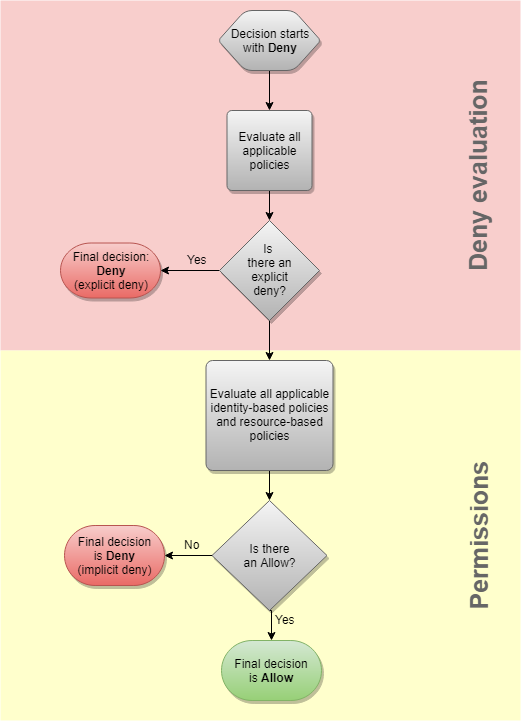 Decision starts
with Deny
Evaluate all
applicable
policies
Deny evaluation
Is
there an
explicit
deny?
Yes
Final decision:
Deny
(explicit deny)
Evaluate all applicable
identity-based policies
and resource-based
policies
Permissions
Is there
an Allow?
No
Final decision
is Deny
(implicit deny)
Yes
Final decision
is Allow